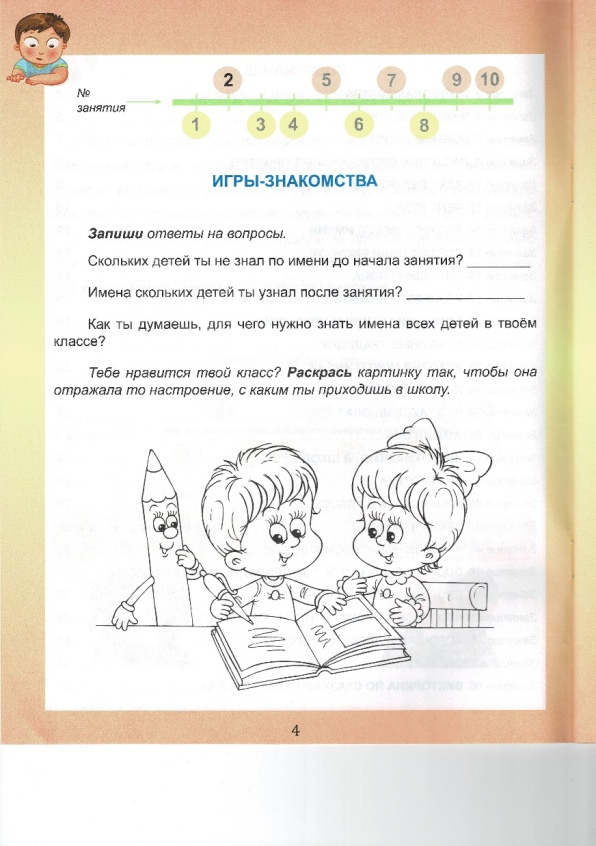 №
занятия
2 5 7 9 10
1 3 4 6 8
ИГРЫ-ЗНАКОМСТВА
Запиши ответы на вопросы.
Скольких детей ты не знал по имени до начала занятия? ________
Имена скольких детей ты узнал после занятия? ______________
Как ты думаешь, для чего нужно знать имена всех детей в твоём
классе?
Тебе нравится твой класс? Раскрась картинку так, чтобы она
отражала то настроение, с каким ты приходишь в школу.
4